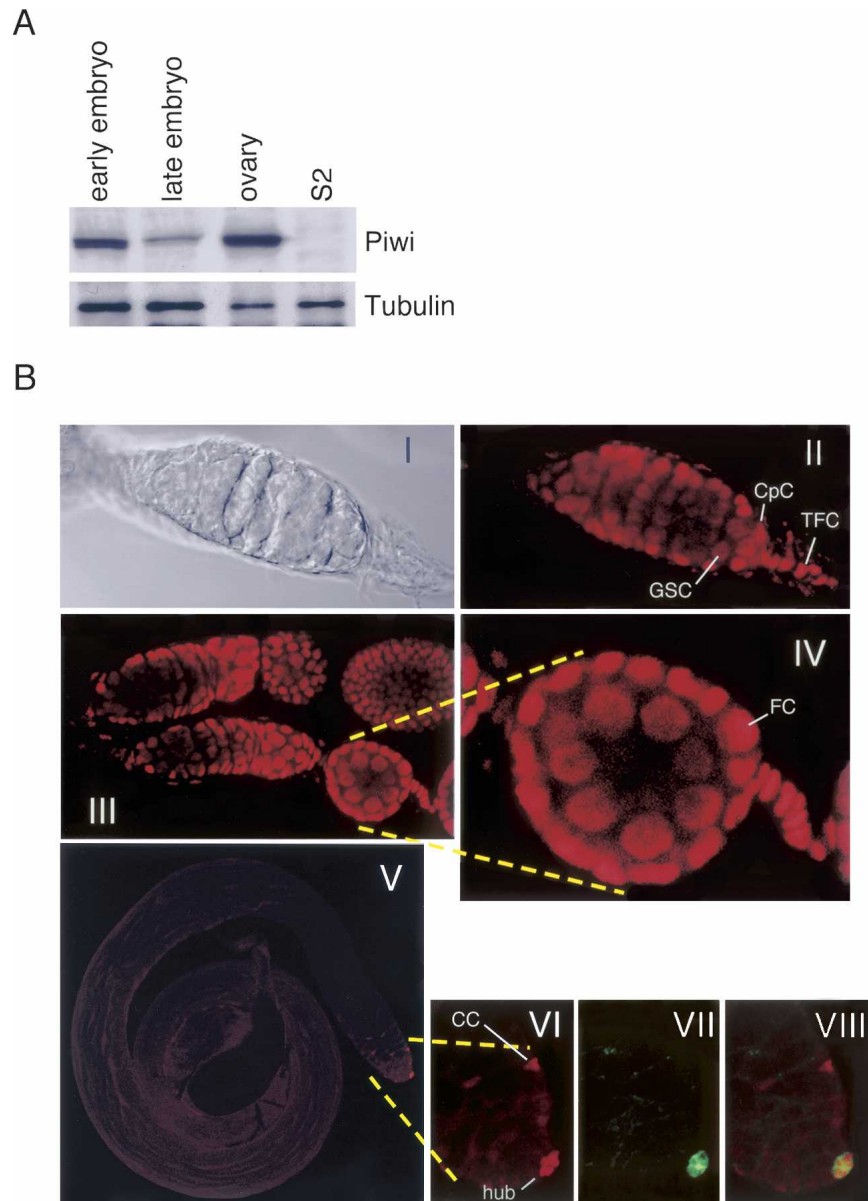 A
early embryo
late embryo
ovary
S2
Piwi
Tubulin
B
I
II
CpC
TFC
GSC
III
IV
FC
V
CC
VI
VII
VIII
hub